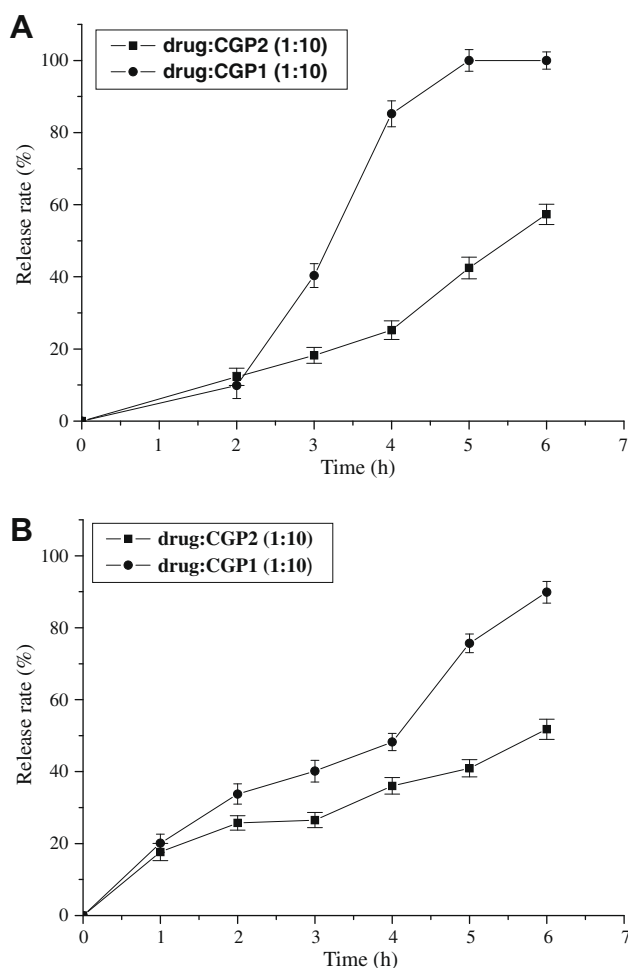 A
drug:CGP2 (1:10)
drug:CGP1 (1:10)
Release rate (%)
100
80
60
40
20
0
0 1 2 3 4 5 6 7
Time (h)
B
drug:CGP2 (1:10)
drug:CGP1 (1:10)
Release rate (%)
100
80
60
40
20
0
0 1 2 3 4 5 6 7
Time (h)